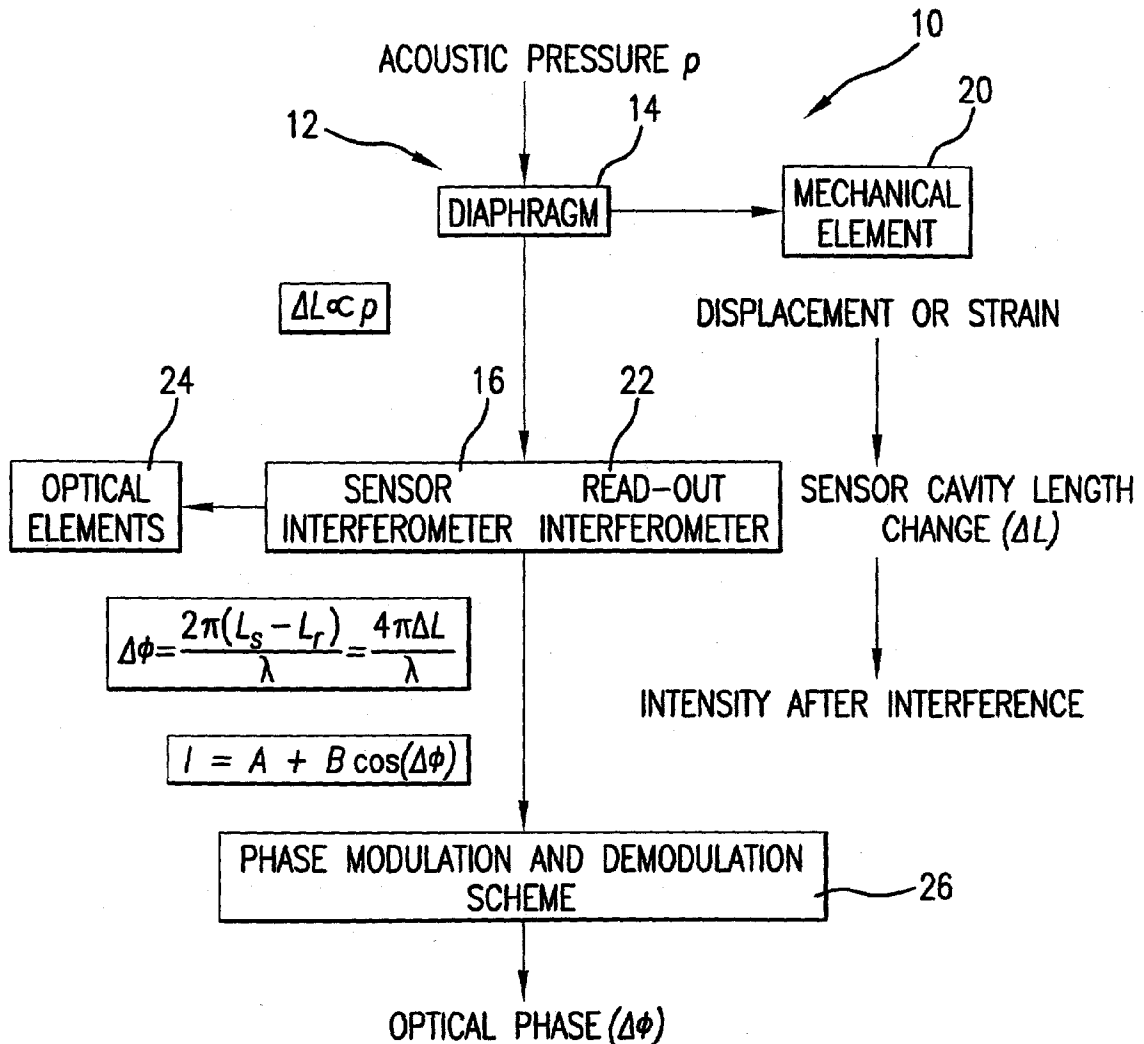 10
ACOUSTIC PRESSURE p
20
12
14
DIAPHRAGM
MECHANICAL
ELEMENT
ΔL∝p
DISPLACEMENT OR STRAIN
24
16
22
OPTICAL
ELEMENTS
SENSOR
INTERFEROMETER
READ-OUT
INTERFEROMETER
SENSOR CAVITY LENGTH
CHANGE (ΔL)
Δϕ=2π(Ls-Lr)/λ=4πΔL/λ
INTENSITY AFTER INTERFERENCE
I = A + B cos(Δϕ)
PHASE MODULATION AND DEMODULATION
SCHEME
26
OPTICAL PHASE (Δϕ)